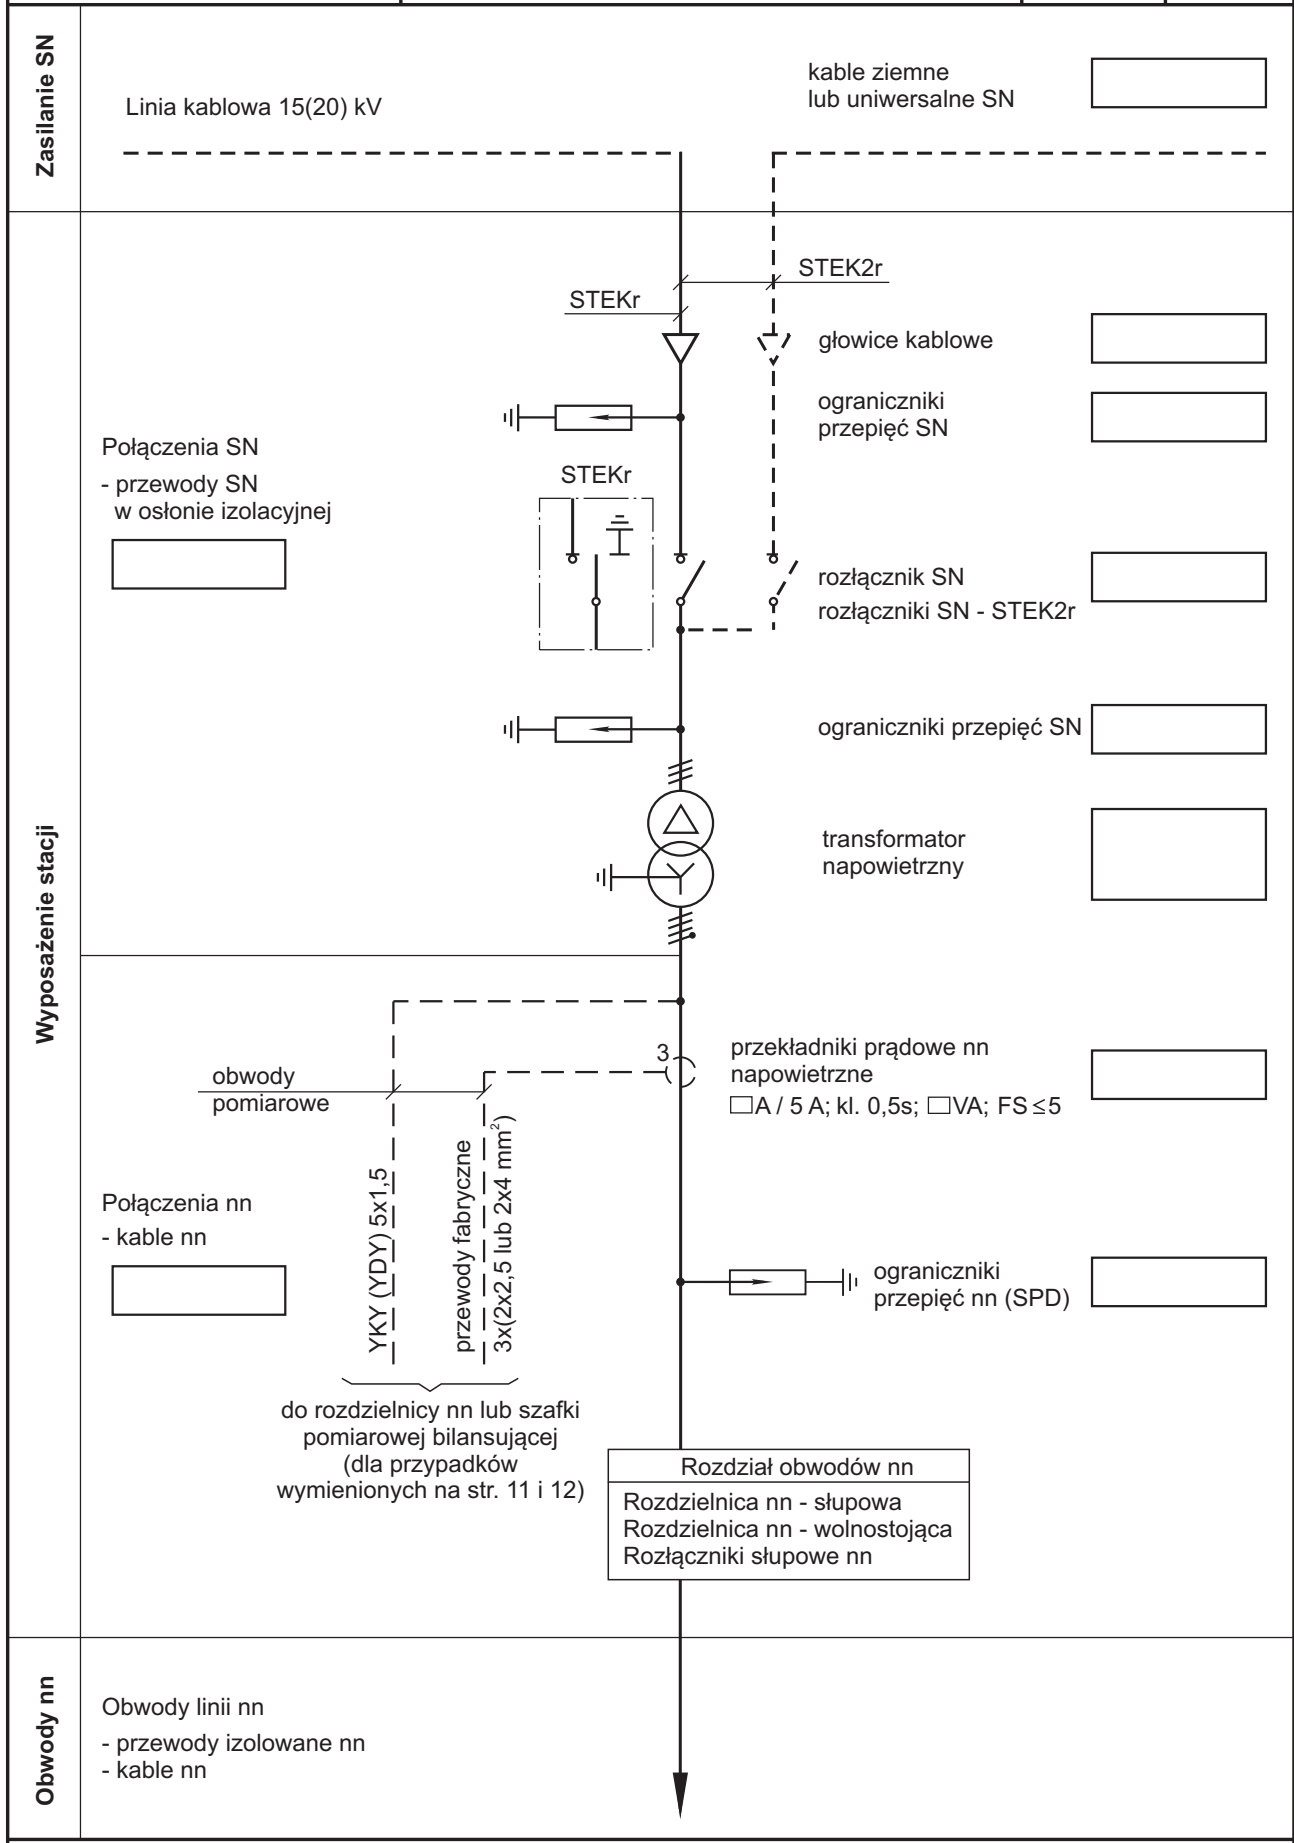 Zasilanie SN
Linia kablowa 15(20) kV
kable ziemne
lub uniwersalne SN
Wyposażenie stacji
STEK2r
STEKr
głowice kablowe
ograniczniki
przepięć SN
Połączenia SN
- przewody SN
w osłonie izolacyjnej
STEKr
rozłącznik SN
rozłączniki SN - STEK2r
ograniczniki przepięć SN
transformator
napowietrzny
3
przekładniki prądowe nn
napowietrzne
□A / 5 A; kl. 0,5s; □VA; FS ≤5
obwody
pomiarowe
YKY (YDY) 5x1,5
przewody fabryczne
3x(2x2,5 lub 2x4 mm²)
Połączenia nn
- kable nn
ograniczniki
przepięć nn (SPD)
do rozdzielnicy nn lub szafki
pomiarowej bilansującej
(dla przypadków
wymienionych na str. 11 i 12)
Rozdział obwodów nn
Rozdzielnica nn - słupowa
Rozdzielnica nn - wolnostojąca
Rozłączniki słupowe nn
Obwody nn
Obwody linii nn
- przewody izolowane nn
- kable nn